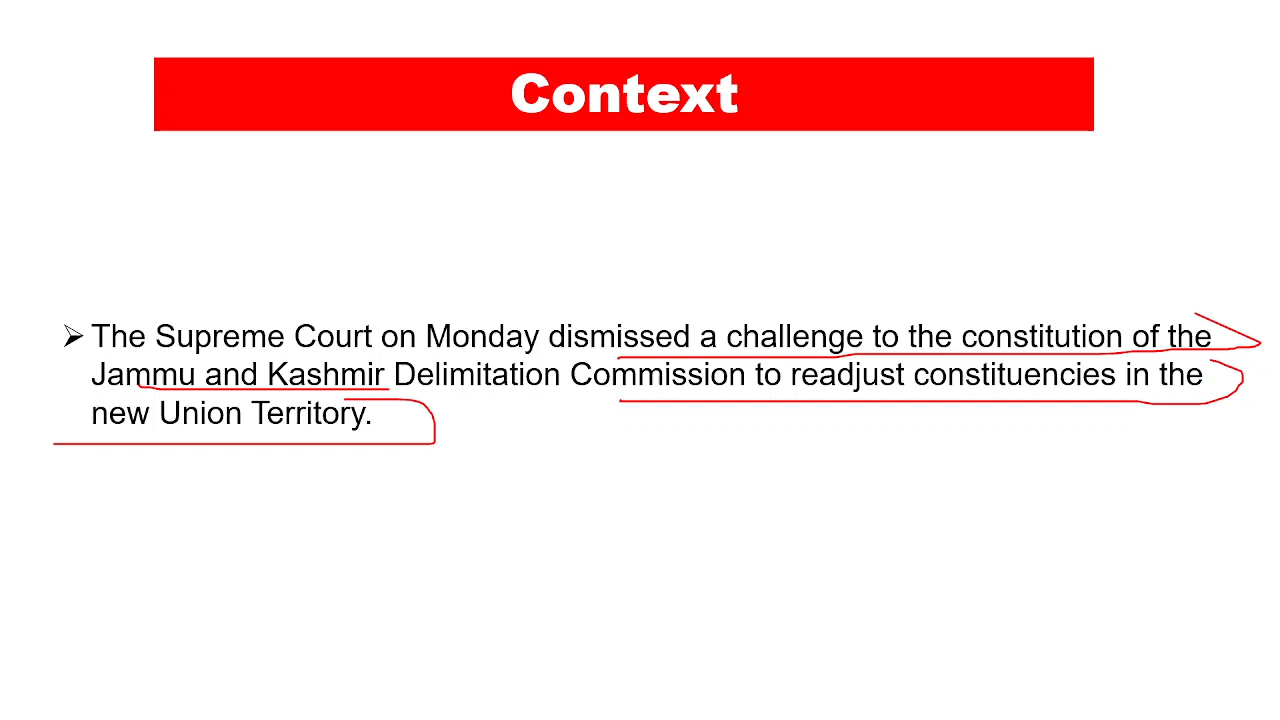 Context
The Supreme Court on Monday dismissed a challenge to the constitution of the
Jammu and Kashmir Delimitation Commission to readjust constituencies in the
new Union Territory.